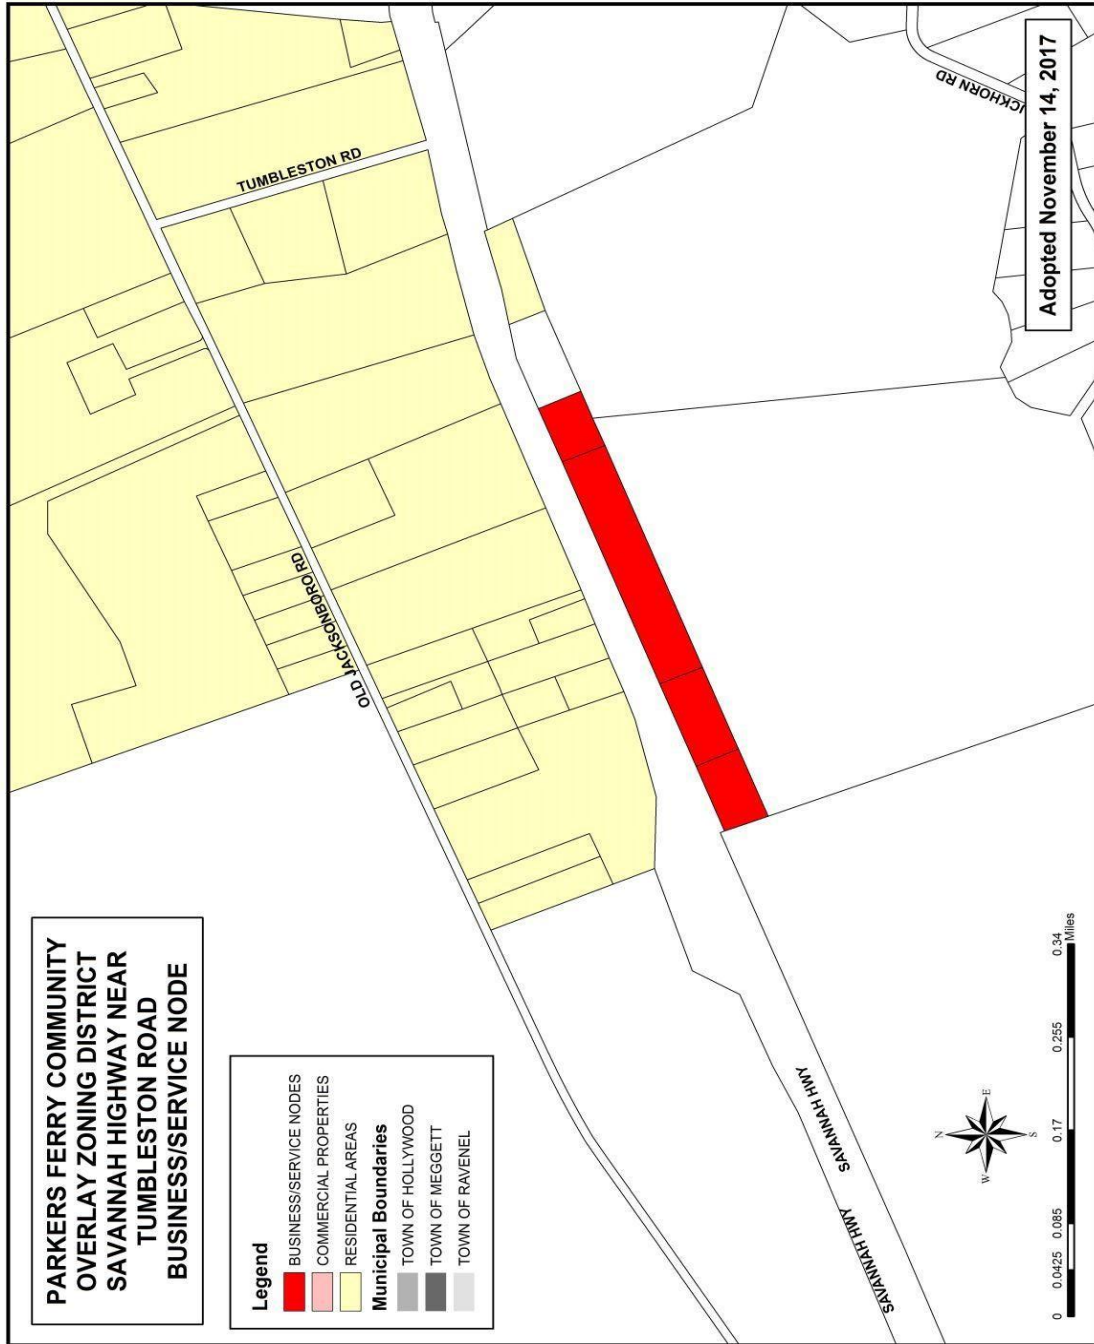 PARKERS FERRY COMMUNITY
OVERLAY ZONING DISTRICT
SAVANNAH HIGHWAY NEAR
TUMBLESTON ROAD
BUSINESS/SERVICE NODE
Legend
BUSINESS/SERVICE NODES
COMMERCIAL PROPERTIES
RESIDENTIAL AREAS
Municipal Boundaries
TOWN OF HOLLYWOOD
TOWN OF MEGGETT
TOWN OF RAVENEL
TUMBLESTON RD
OLD JACKSONBORO RD
SAVANNAH HWY
SAVANNAH HWY
ICKHORN RD
N
W
E
S
0 0.0425 0.085 0.17 0.255 0.34
Miles
Adopted November 14, 2017